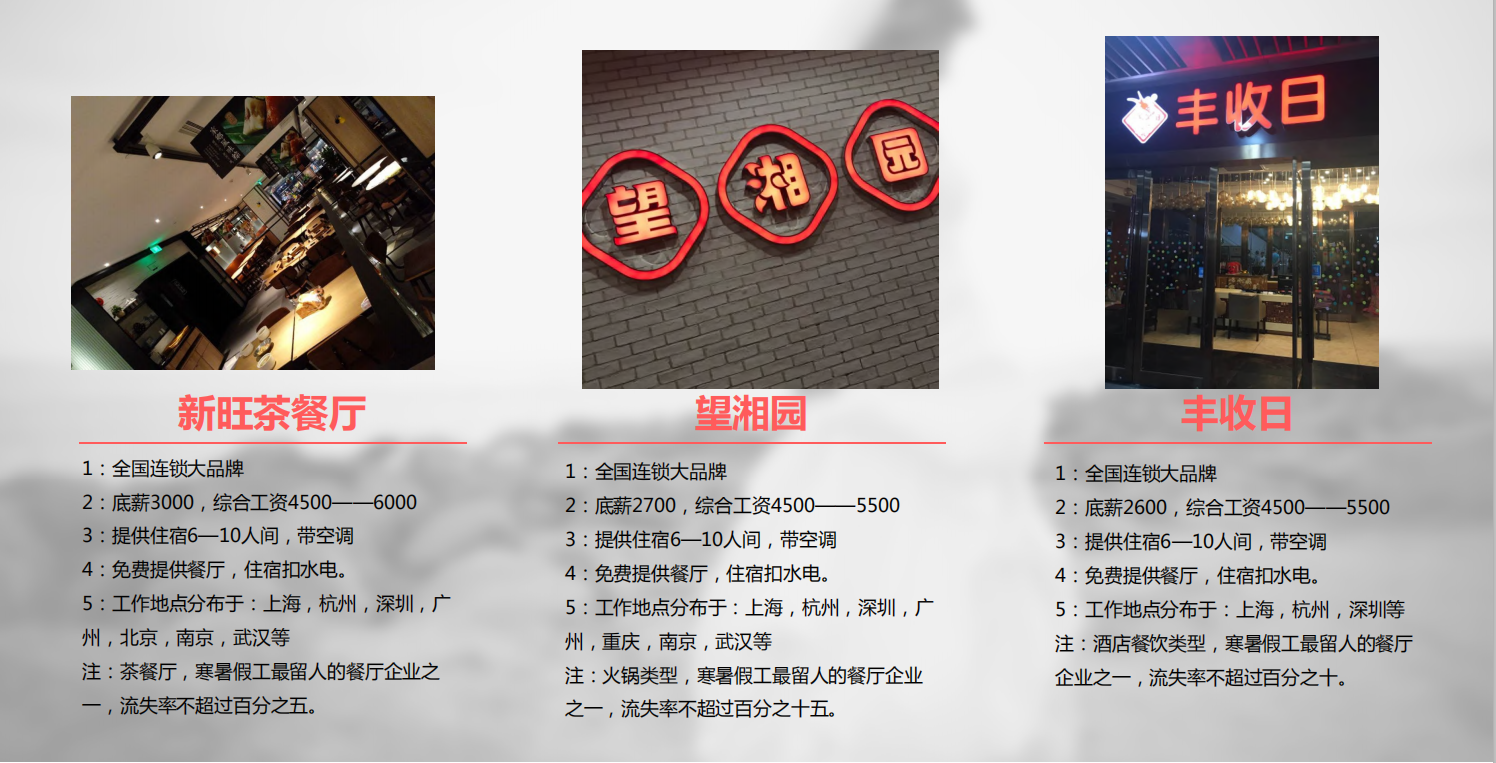 望
湘
园
丰收日
新旺茶餐厅
1：全国连锁大品牌
2：底薪3000，综合工资4500——6000
3：提供住宿6—10人间，带空调
4：免费提供餐厅，住宿扣水电。
5：工作地点分布于：上海，杭州，深圳，广
州，北京，南京，武汉等
注：茶餐厅，寒暑假工最留人的餐厅企业之
一，流失率不超过百分之五。
望湘园
1：全国连锁大品牌
2：底薪2700，综合工资4500——5500
3：提供住宿6—10人间，带空调
4：免费提供餐厅，住宿扣水电。
5：工作地点分布于：上海，杭州，深圳，广
州，重庆，南京，武汉等
注：火锅类型，寒暑假工最留人的餐厅企业
之一，流失率不超过百分之十五。
丰收日
1：全国连锁大品牌
2：底薪2600，综合工资4500——5500
3：提供住宿6—10人间，带空调
4：免费提供餐厅，住宿扣水电。
5：工作地点分布于：上海，杭州，深圳等
注：酒店餐饮类型，寒暑假工最留人的餐厅
企业之一，流失率不超过百分之十。